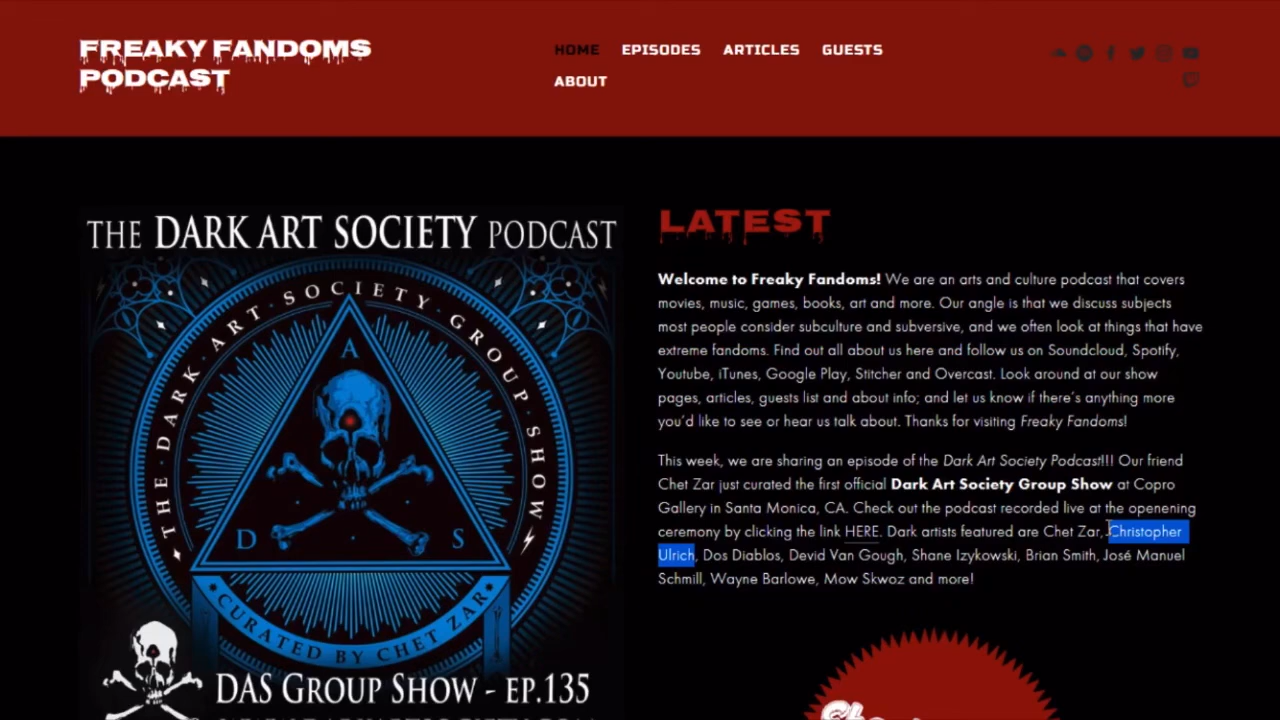 FREAKY FANDOMS
PODCAST
HOME EPISODES ARTICLES GUESTS
ABOUT
THE DARK ART SOCIETY PODCAST
THE · DARK · ART · SOCIETY · GROUP · SHOW
A
D S
CURATED BY CHET ZAR
DAS GROUP SHOW - EP.135
LATEST
Welcome to Freaky Fandoms! We are an arts and culture podcast that covers
movies, music, games, books, art and more. Our angle is that we discuss subjects
most people consider subculture and subversive, and we often look at things that have
extreme fandoms. Find out all about us here and follow us on Soundcloud, Spotify,
Youtube, iTunes, Google Play, Stitcher and Overcast. Look around at our show
pages, articles, guests list and about info; and let us know if there's anything more
you'd like to see or hear us talk about. Thanks for visiting Freaky Fandoms!
This week, we are sharing an episode of the Dark Art Society Podcast!!! Our friend
Chet Zar just curated the first official Dark Art Society Group Show at Copro
Gallery in Santa Monica, CA. Check out the podcast recorded live at the openening
ceremony by clicking the link HERE. Dark artists featured are Chet Zar, Christopher
Ulrich, Dos Diablos, Devid Van Gough, Shane Izykowski, Brian Smith, José Manuel
Schmill, Wayne Barlowe, Mow Skwoz and more!